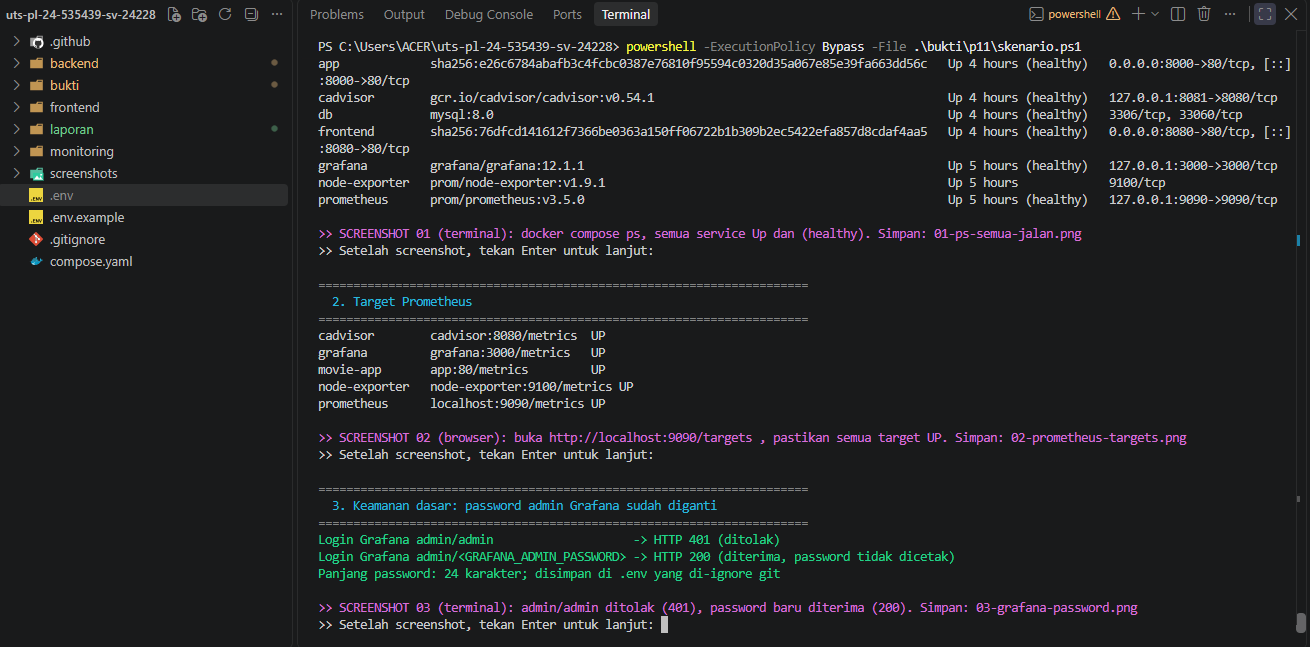 uts-pl-24-535439-sv-24228
Problems Output Debug Console Ports Terminal
powershell
.github
backend
bukti
frontend
laporan
monitoring
screenshots
.env
.env.example
.gitignore
compose.yaml
PS C:\Users\ACER\uts-pl-24-535439-sv-24228> powershell -ExecutionPolicy Bypass -File .\bukti\p11\skenario.ps1
app sha256:e26c6784abafb3c4fcbc0387e76810f95594c0320d35a067e85e39fa663dd56c Up 4 hours (healthy) 0.0.0.0:8000->80/tcp, [::]
:8000->80/tcp
cadvisor gcr.io/cadvisor/cadvisor:v0.54.1 Up 4 hours (healthy) 127.0.0.1:8081->8080/tcp
db mysql:8.0 Up 4 hours (healthy) 3306/tcp, 33060/tcp
frontend sha256:76dfcd141612f7366be0363a150ff06722b1b309b2ec5422efa857d8cdaf4aa5 Up 4 hours (healthy) 0.0.0.0:8080->80/tcp, [::]
:8080->80/tcp
grafana grafana/grafana:12.1.1 Up 5 hours (healthy) 127.0.0.1:3000->3000/tcp
node-exporter prom/node-exporter:v1.9.1 Up 5 hours 9100/tcp
prometheus prom/prometheus:v3.5.0 Up 5 hours (healthy) 127.0.0.1:9090->9090/tcp
>> SCREENSHOT 01 (terminal): docker compose ps, semua service Up dan (healthy). Simpan: 01-ps-semua-jalan.png
>> Setelah screenshot, tekan Enter untuk lanjut:
======================================================================
2. Target Prometheus
======================================================================
cadvisor cadvisor:8080/metrics UP
grafana grafana:3000/metrics UP
movie-app app:80/metrics UP
node-exporter node-exporter:9100/metrics UP
prometheus localhost:9090/metrics UP
>> SCREENSHOT 02 (browser): buka http://localhost:9090/targets , pastikan semua target UP. Simpan: 02-prometheus-targets.png
>> Setelah screenshot, tekan Enter untuk lanjut:
======================================================================
3. Keamanan dasar: password admin Grafana sudah diganti
======================================================================
Login Grafana admin/admin -> HTTP 401 (ditolak)
Login Grafana admin/<GRAFANA_ADMIN_PASSWORD> -> HTTP 200 (diterima, password tidak dicetak)
Panjang password: 24 karakter; disimpan di .env yang di-ignore git
>> SCREENSHOT 03 (terminal): admin/admin ditolak (401), password baru diterima (200). Simpan: 03-grafana-password.png
>> Setelah screenshot, tekan Enter untuk lanjut: